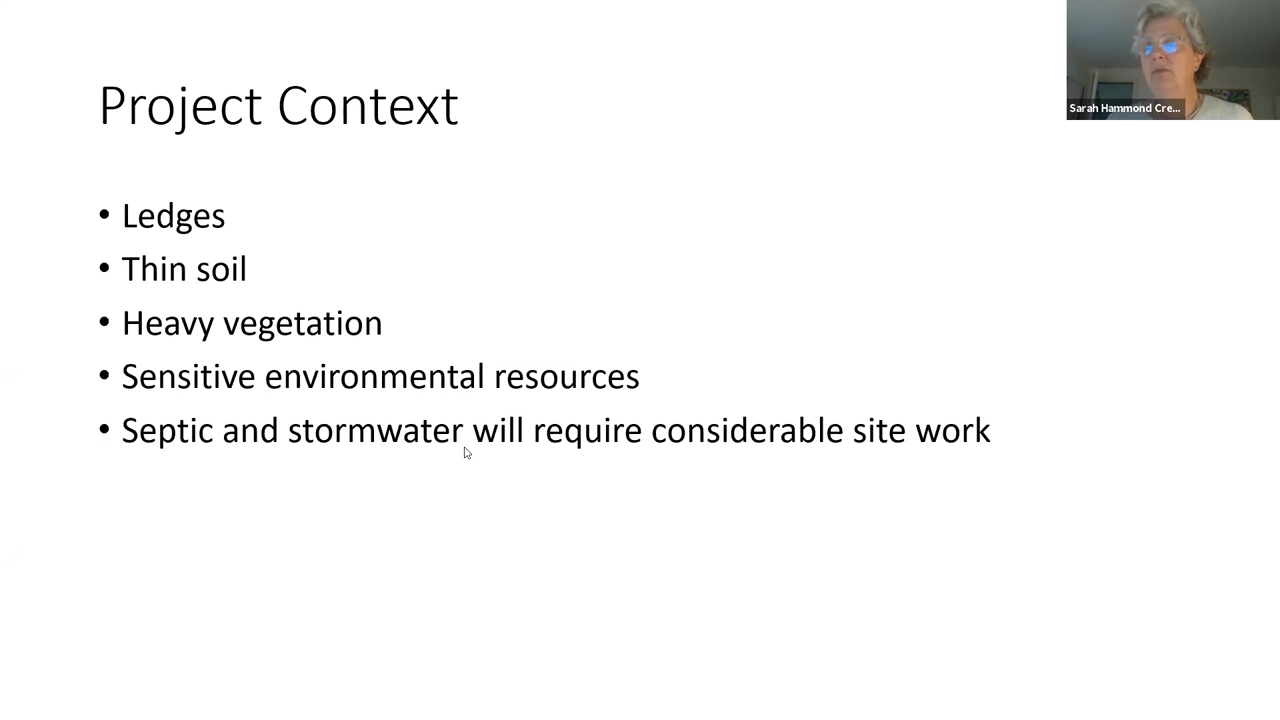 Project Context
• Ledges
• Thin soil
• Heavy vegetation
• Sensitive environmental resources
• Septic and stormwater will require considerable site work
Sarah Hammond Cre...